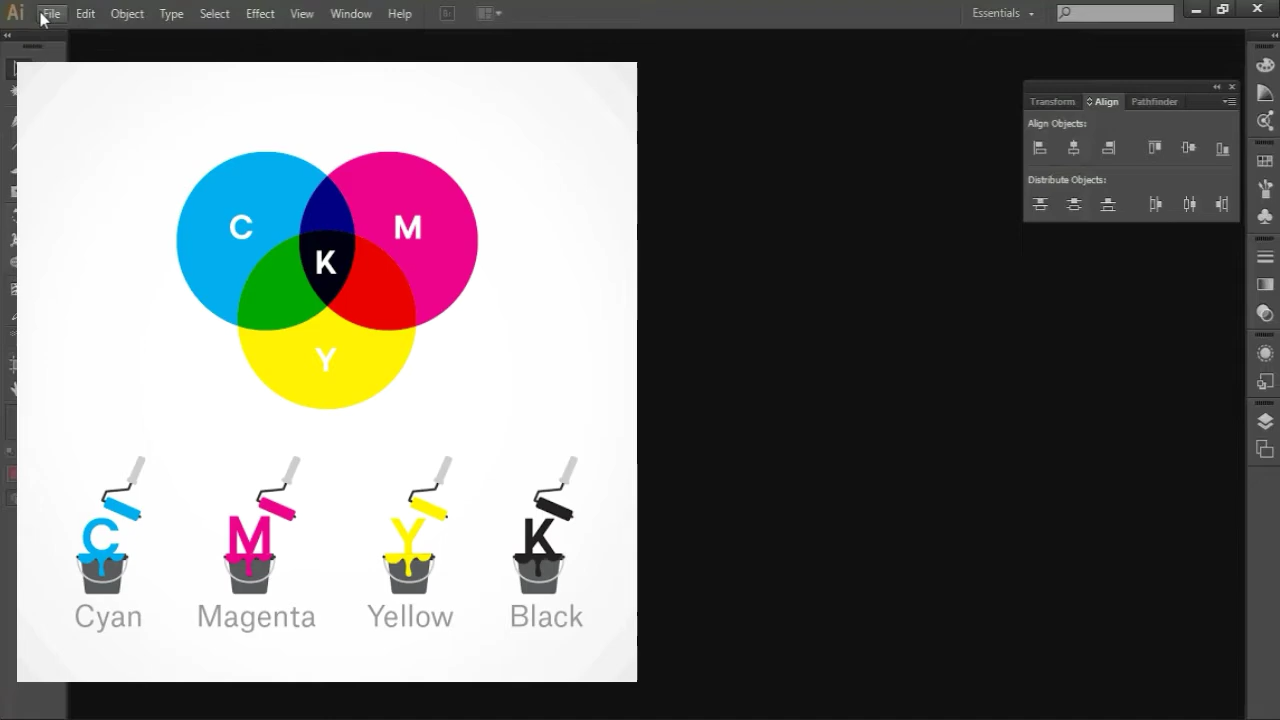 Ai File Edit Object Type Select Effect View Window Help Br Essentials
Transform Align Pathfinder
Align Objects:
Distribute Objects:
C M
K
Y
C M Y K
Cyan Magenta Yellow Black